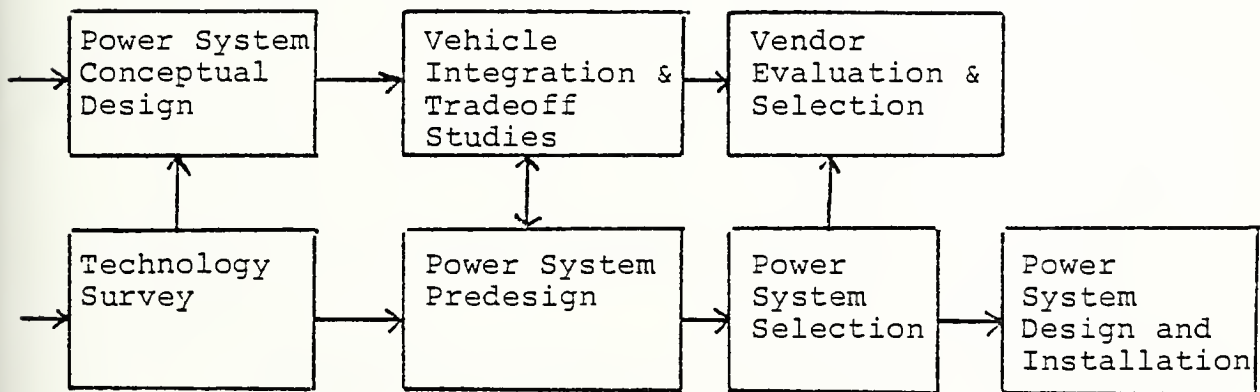 Power System
Conceptual
Design
Vehicle
Integration &
Tradeoff
Studies
Vendor
Evaluation &
Selection
Technology
Survey
Power System
Predesign
Power
System
Selection
Power
System
Design and
Installation